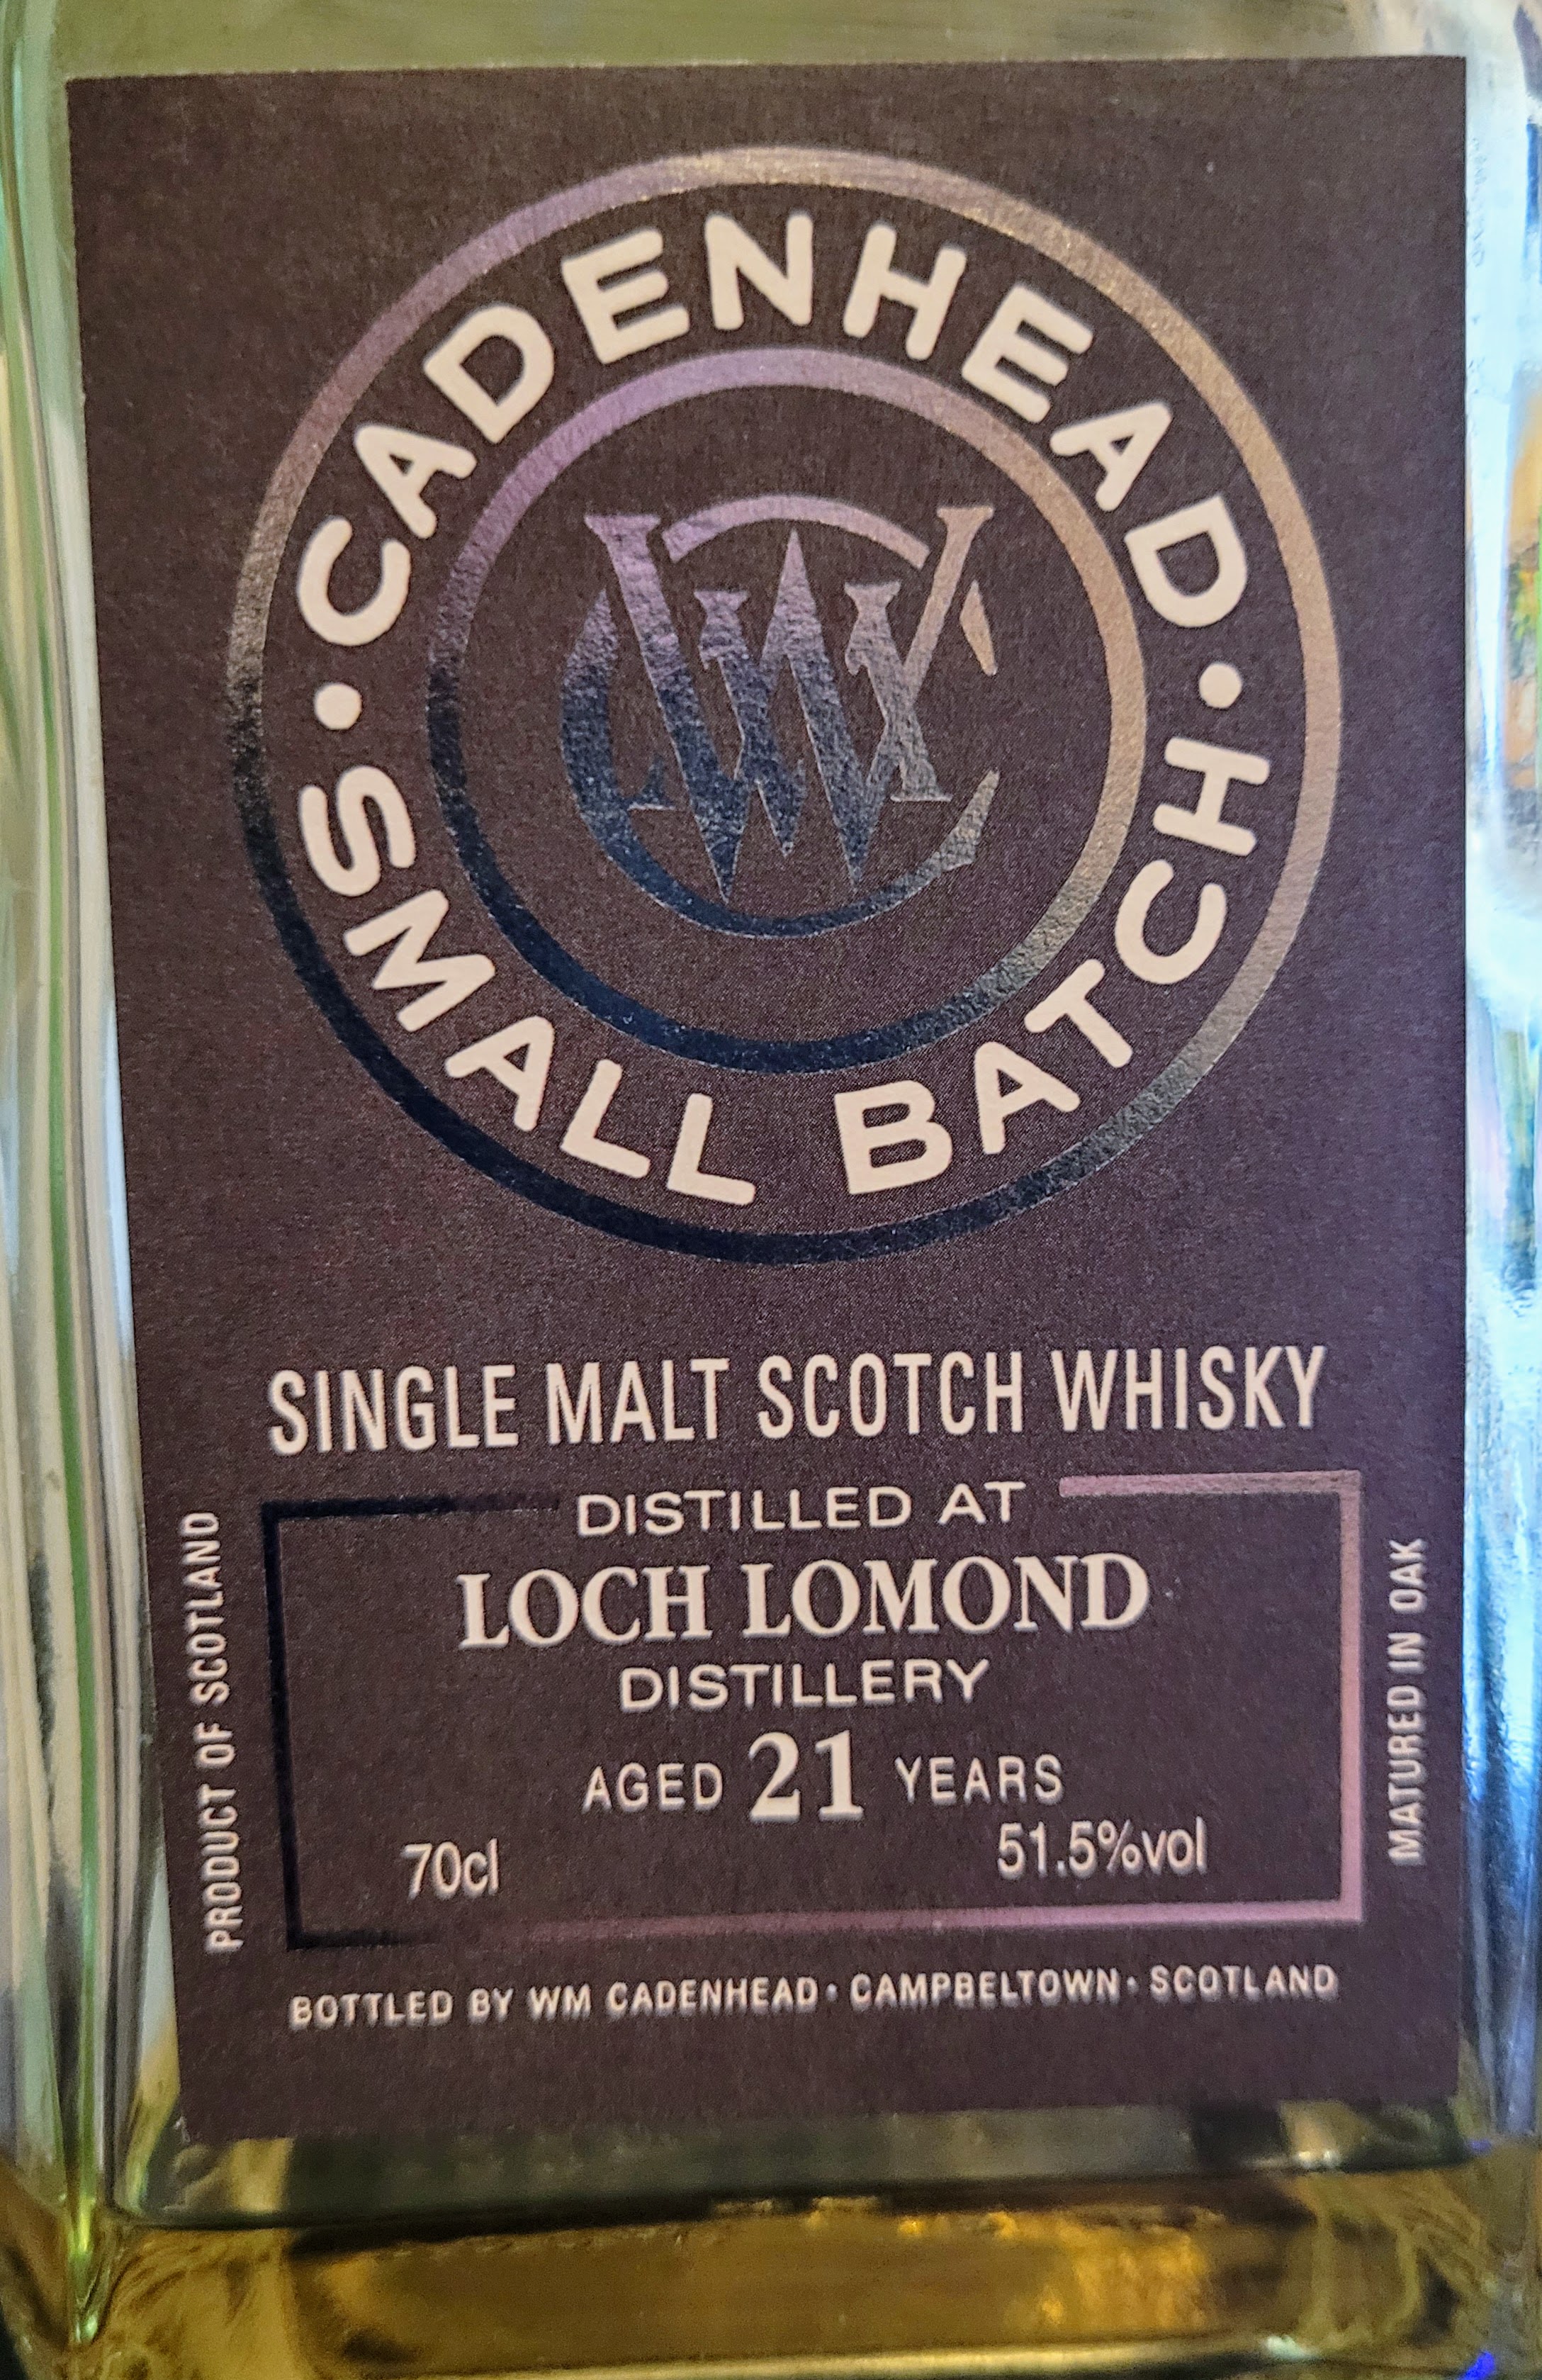 CADENHEAD
· SMALL BATCH ·
WC
SINGLE MALT SCOTCH WHISKY
DISTILLED AT
LOCH LOMOND
DISTILLERY
AGED 21 YEARS
70cl 51.5%vol
PRODUCT OF SCOTLAND
MATURED IN OAK
BOTTLED BY WM CADENHEAD · CAMPBELTOWN · SCOTLAND